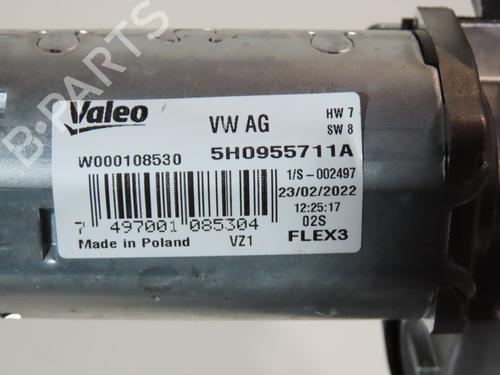 Valeo
VW AG
HW 7
SW 8
W000108530
5H0955711A
1/S - 002497
23/02/2022
12:25:17
02S
7 497001 085304
Made in Poland
VZ1
FLEX3
B-PARTS